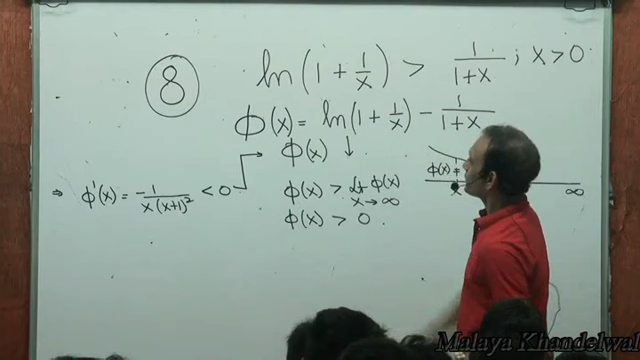 8
ln(1 + 1/x) > 1/(1+x) ; x > 0.
ϕ(x) = ln(1 + 1/x) − 1/(1+x)
ϕ(x) ↓
⇒ ϕ'(x) = −1/(x(x+1)²) < 0
ϕ(x) > Lt x→∞ ϕ(x)
ϕ(x) > 0.
ϕ(x)
x
∞
Malaya Khandelwal